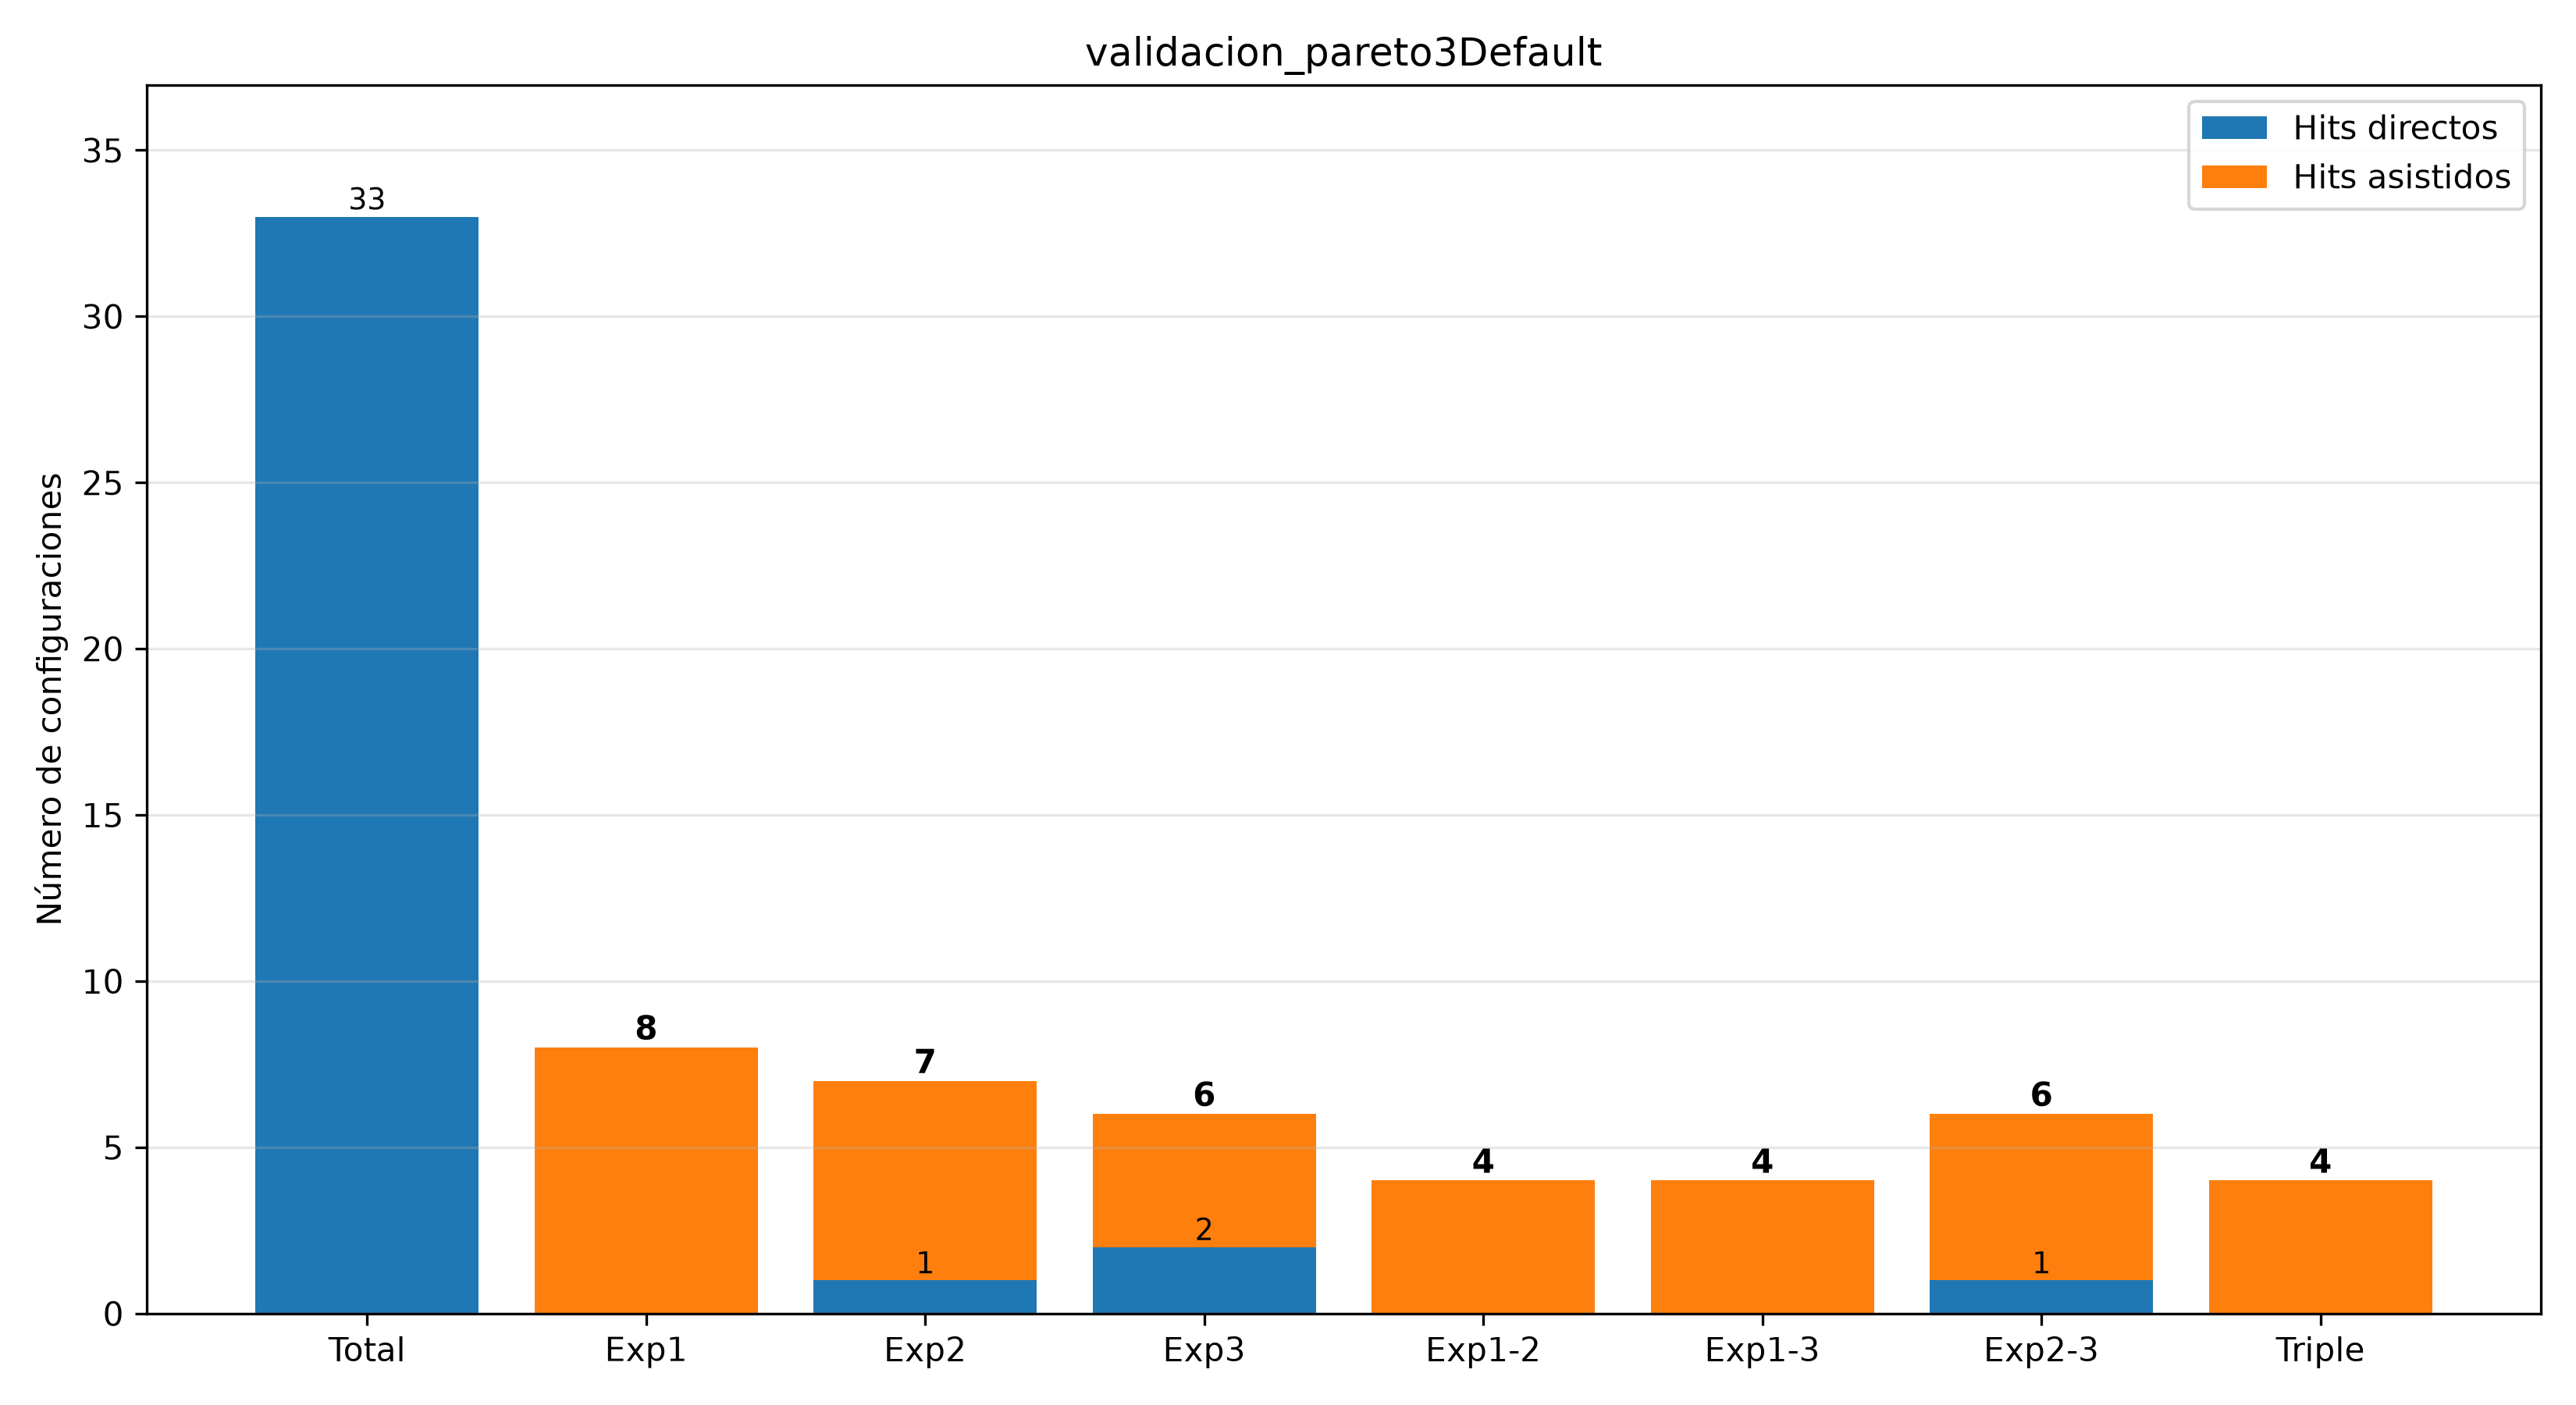 validacion_pareto3Default
Hits directos
Hits asistidos
Número de configuraciones
35
30
25
20
15
10
5
0
33
8
7
1
6
2
4
4
6
1
4
Total
Exp1
Exp2
Exp3
Exp1-2
Exp1-3
Exp2-3
Triple